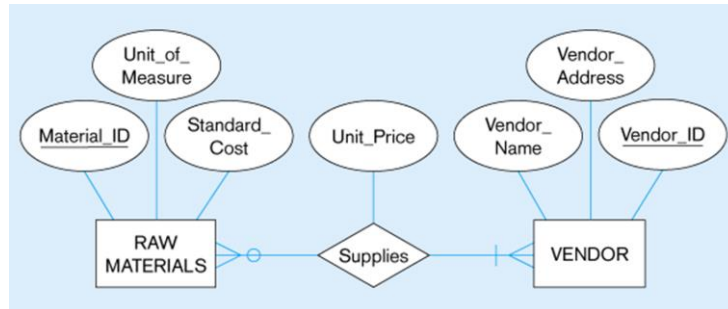 Unit_of_
Measure
Vendor_
Address
Material_ID
Standard_
Cost
Unit_Price
Vendor_
Name
Vendor_ID
RAW
MATERIALS
Supplies
VENDOR